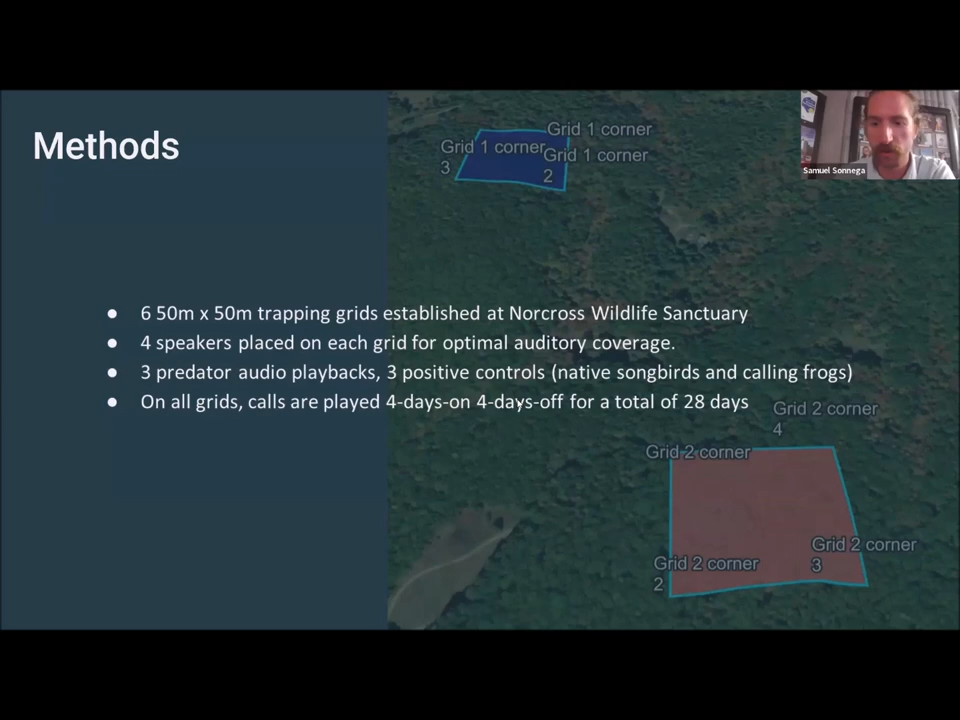 Methods
Grid 1 corner
Grid 1 corner
3
Grid 1 corner
2
Samuel Sonnega
● 6 50m x 50m trapping grids established at Norcross Wildlife Sanctuary
● 4 speakers placed on each grid for optimal auditory coverage.
● 3 predator audio playbacks, 3 positive controls (native songbirds and calling frogs)
● On all grids, calls are played 4-days-on 4-days-off for a total of 28 days
Grid 2 corner
4
Grid 2 corner
Grid 2 corner
3
Grid 2 corner
2